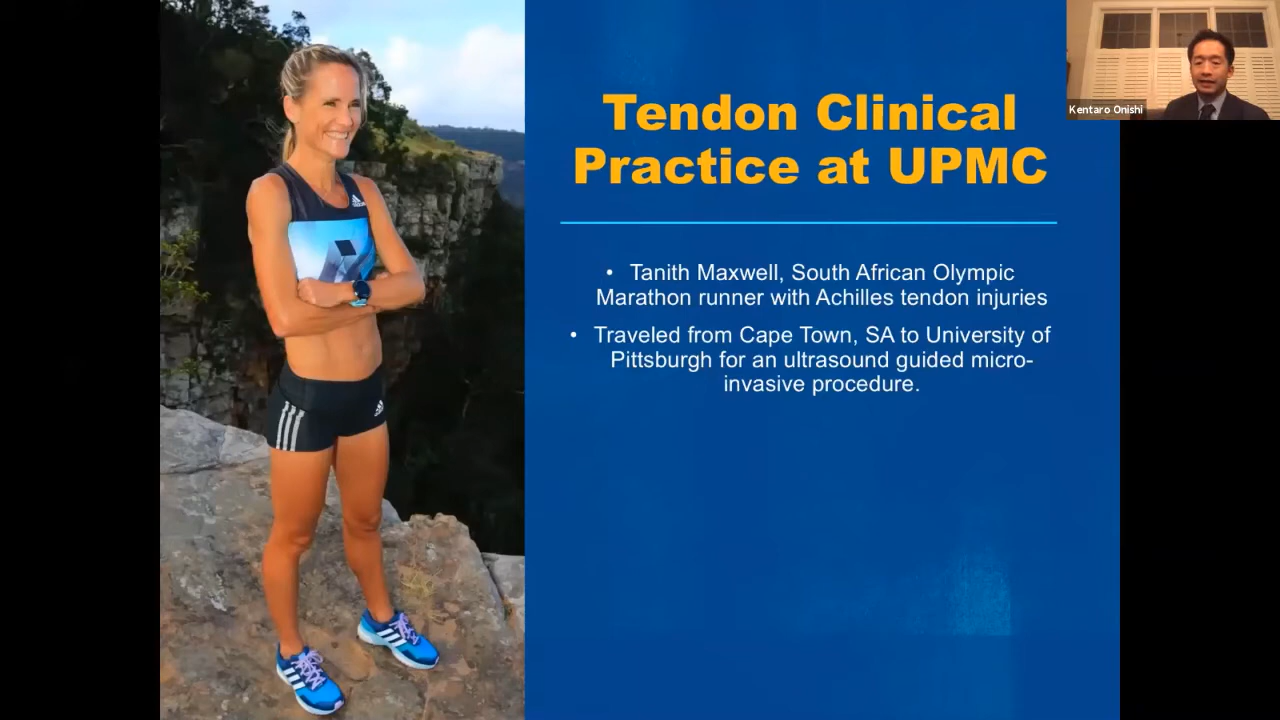 Tendon Clinical
Practice at UPMC
• Tanith Maxwell, South African Olympic
Marathon runner with Achilles tendon injuries
• Traveled from Cape Town, SA to University of
Pittsburgh for an ultrasound guided micro-
invasive procedure.
Kentaro Onishi